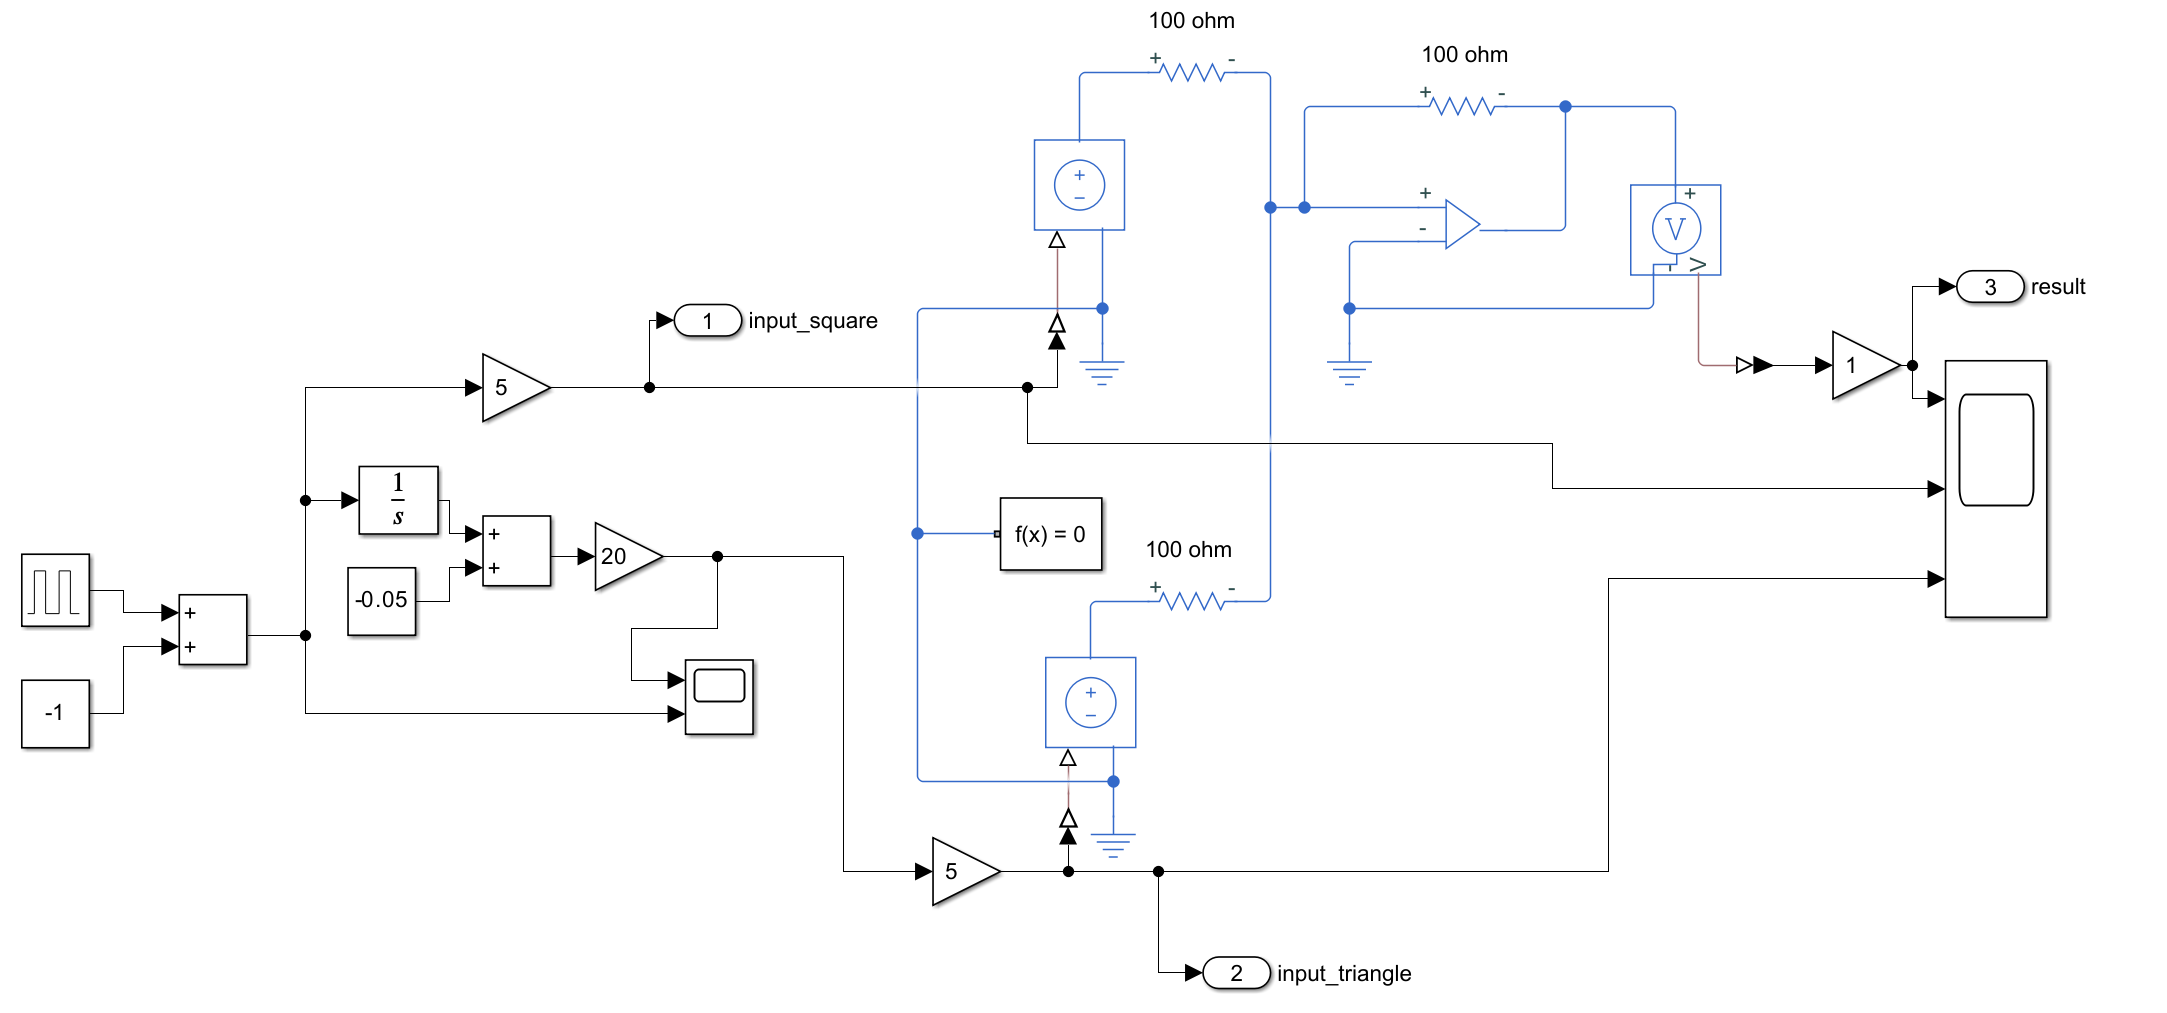 100 ohm
+ -
100 ohm
+ -
+
−
+
-
+
V
-
V
3
result
1
input_square
1
5
1
s
+
+
20
-0.05
f(x) = 0
100 ohm
+ -
+
+
-1
+
−
5
2
input_triangle